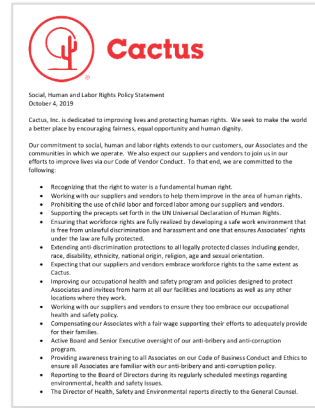 Cactus
Social, Human and Labor Rights Policy Statement
October 4, 2019
Cactus, Inc. is dedicated to improving lives and protecting human rights. We seek to make the world
a better place by encouraging fairness, equal opportunity and human dignity.
Our commitment to social, human and labor rights extends to our customers, our Associates and the
communities in which we operate. We also expect our suppliers and vendors to join us in our
efforts to improve lives via our Code of Vendor Conduct. To that end, we are committed to the
following:
• Recognizing that the right to water is a fundamental human right.
• Working with our suppliers and vendors to help them improve in the area of human rights.
• Prohibiting the use of child labor and forced labor among our suppliers and vendors.
• Supporting the precepts set forth in the UN Universal Declaration of Human Rights.
• Ensuring that workforce rights are fully realized by developing a safe work environment that
is free from unlawful discrimination and harassment and one that ensures Associates' rights
under the law are fully protected.
• Extending anti-discrimination protections to all legally protected classes including gender,
race, disability, ethnicity, national origin, religion, age and sexual orientation.
• Expecting that our suppliers and vendors embrace workforce rights to the same extent as
Cactus.
• Improving our occupational health and safety program and policies designed to protect
Associates and invitees from harm at all our facilities and locations as well as any other
locations where they work.
• Working with our suppliers and vendors to ensure they too embrace our occupational
health and safety policy.
• Compensating our Associates with a fair wage supporting their efforts to adequately provide
for their families.
• Active Board and Senior Executive oversight of our anti-bribery and anti-corruption
program.
• Providing awareness training to all Associates on our Code of Business Conduct and Ethics to
ensure all Associates are familiar with our anti-bribery and anti-corruption policy.
• Reporting to the Board of Directors during its regularly scheduled meetings regarding
environmental, health and safety issues.
• The Director of Health, Safety and Environmental reports directly to the General Counsel.